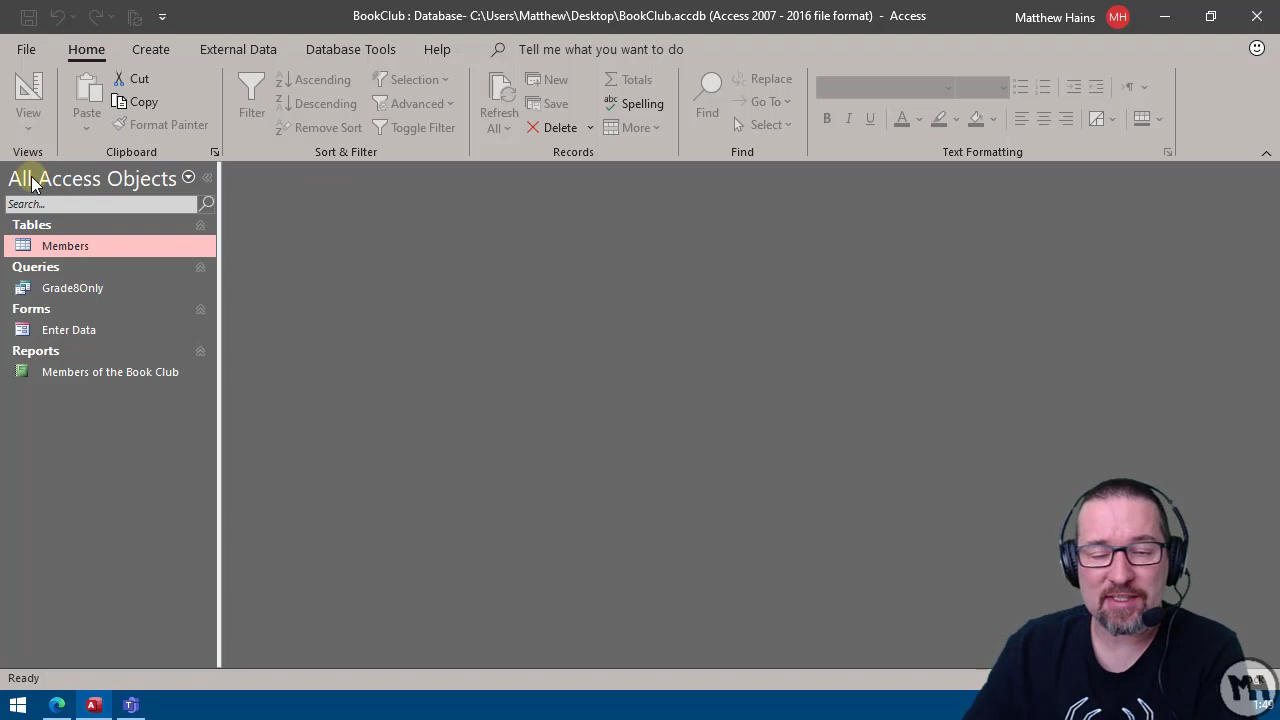 BookClub : Database- C:\Users\Matthew\Desktop\BookClub.accdb (Access 2007 - 2016 file format) - Access
Matthew Hains MH
File Home Create External Data Database Tools Help Tell me what you want to do
View
Views
Paste
Cut
Copy
Format Painter
Clipboard
Filter
Ascending
Descending
Remove Sort
Selection
Advanced
Toggle Filter
Sort & Filter
Refresh
All
New
Save
Delete
Totals
abc Spelling
More
Records
Find
Replace
Go To
Select
Find
B I U A
Text Formatting
All Access Objects
Search...
Tables
Members
Queries
Grade8Only
Forms
Enter Data
Reports
Members of the Book Club
Ready
1:49